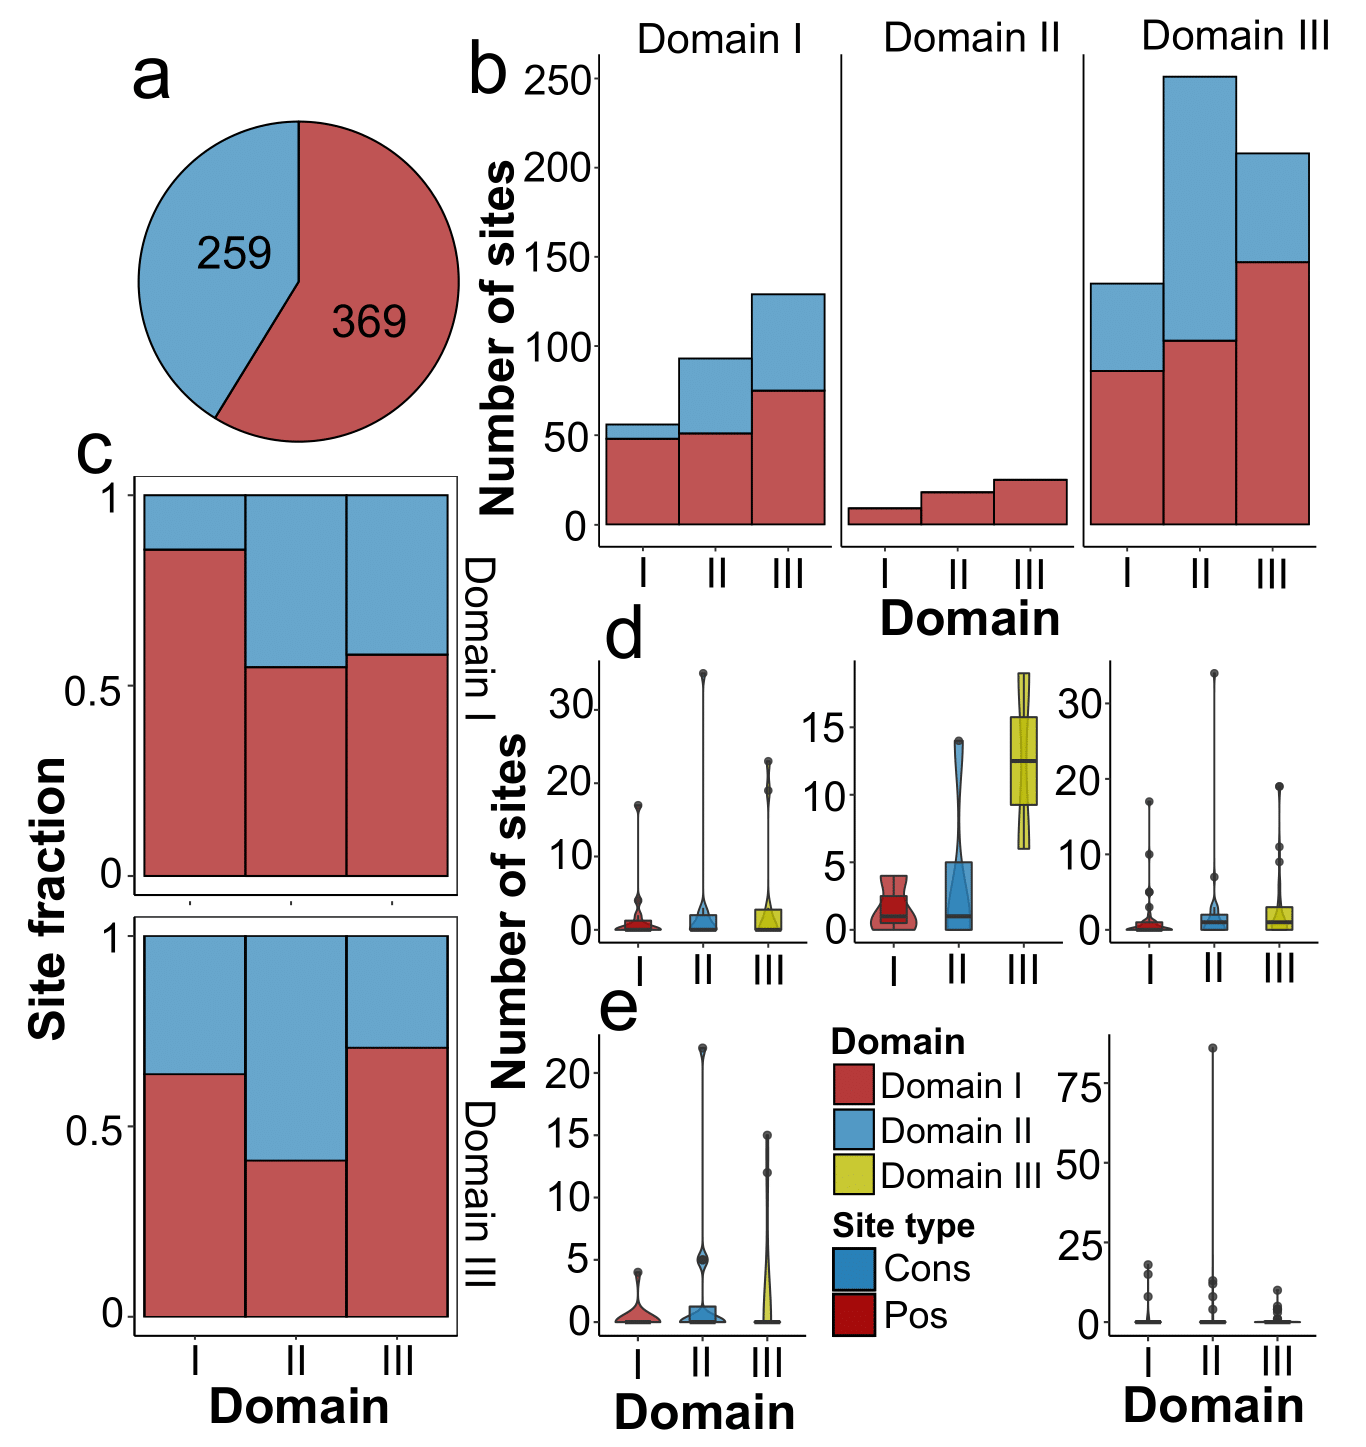 a
259
369
b
Domain I
Domain II
Domain III
Number of sites
250
200
150
100
50
0
I II III
I II III
I II III
Domain
c
Site fraction
1
0.5
0
Domain I
1
0.5
0
Domain III
I II III
Domain
d
Number of sites
30
20
10
0
I II III
15
10
5
0
I II III
30
20
10
0
I II III
e
20
15
10
5
0
I II III
Domain
Domain
Domain I
Domain II
Domain III
Site type
Cons
Pos
75
50
25
0
I II III
Domain